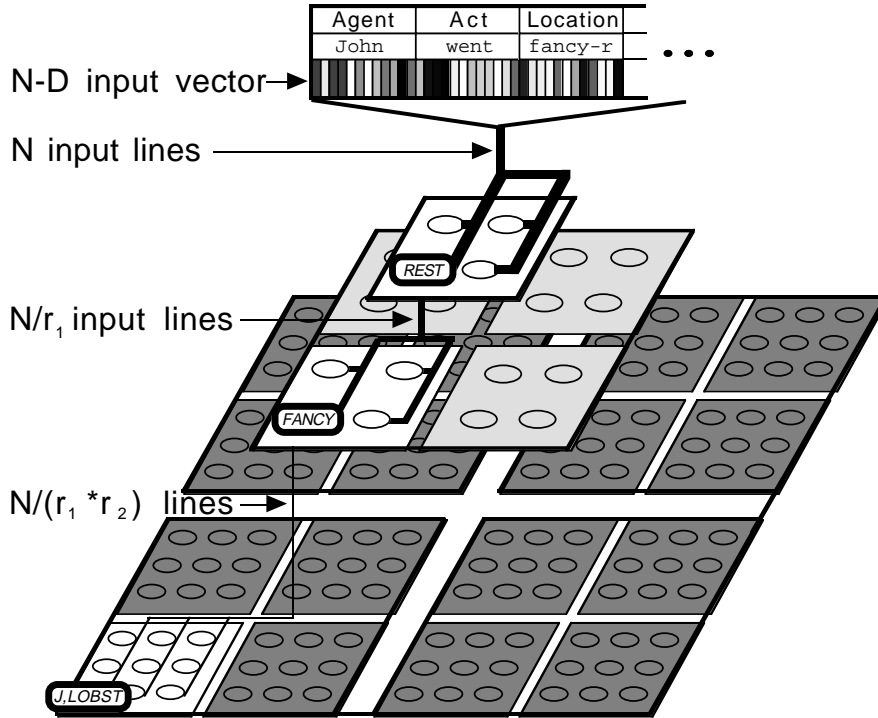 Agent Act Location
John went fancy-r ...
N-D input vector
N input lines
REST
N/r₁ input lines
FANCY
N/(r₁ *r₂) lines
J,LOBST